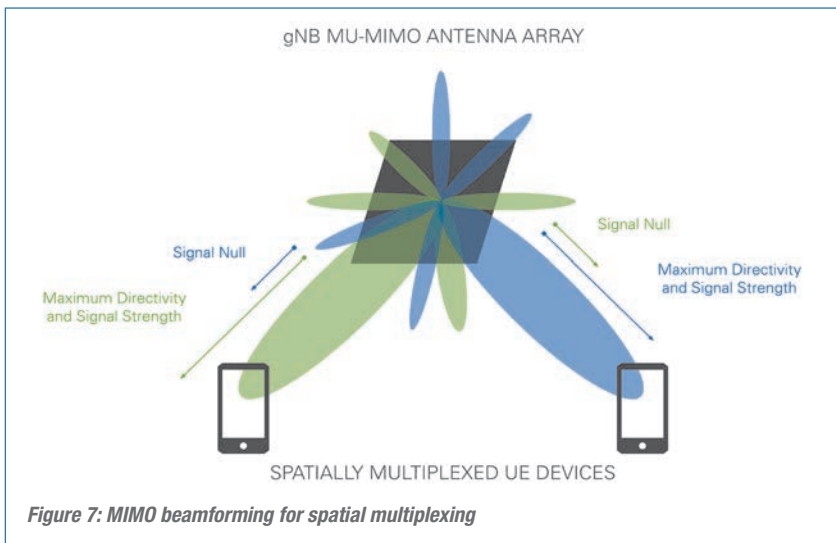 gNB MU-MIMO ANTENNA ARRAY
Signal Null
Signal Null
Maximum Directivity
and Signal Strength
Maximum Directivity
and Signal Strength
SPATIALLY MULTIPLEXED UE DEVICES
Figure 7: MIMO beamforming for spatial multiplexing